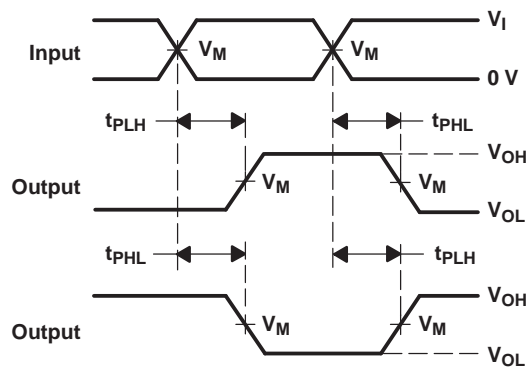 V_I
Input V_M V_M
0 V
t_PLH t_PHL
V_OH
Output V_M V_M
V_OL
t_PHL t_PLH
V_OH
Output V_M V_M
V_OL